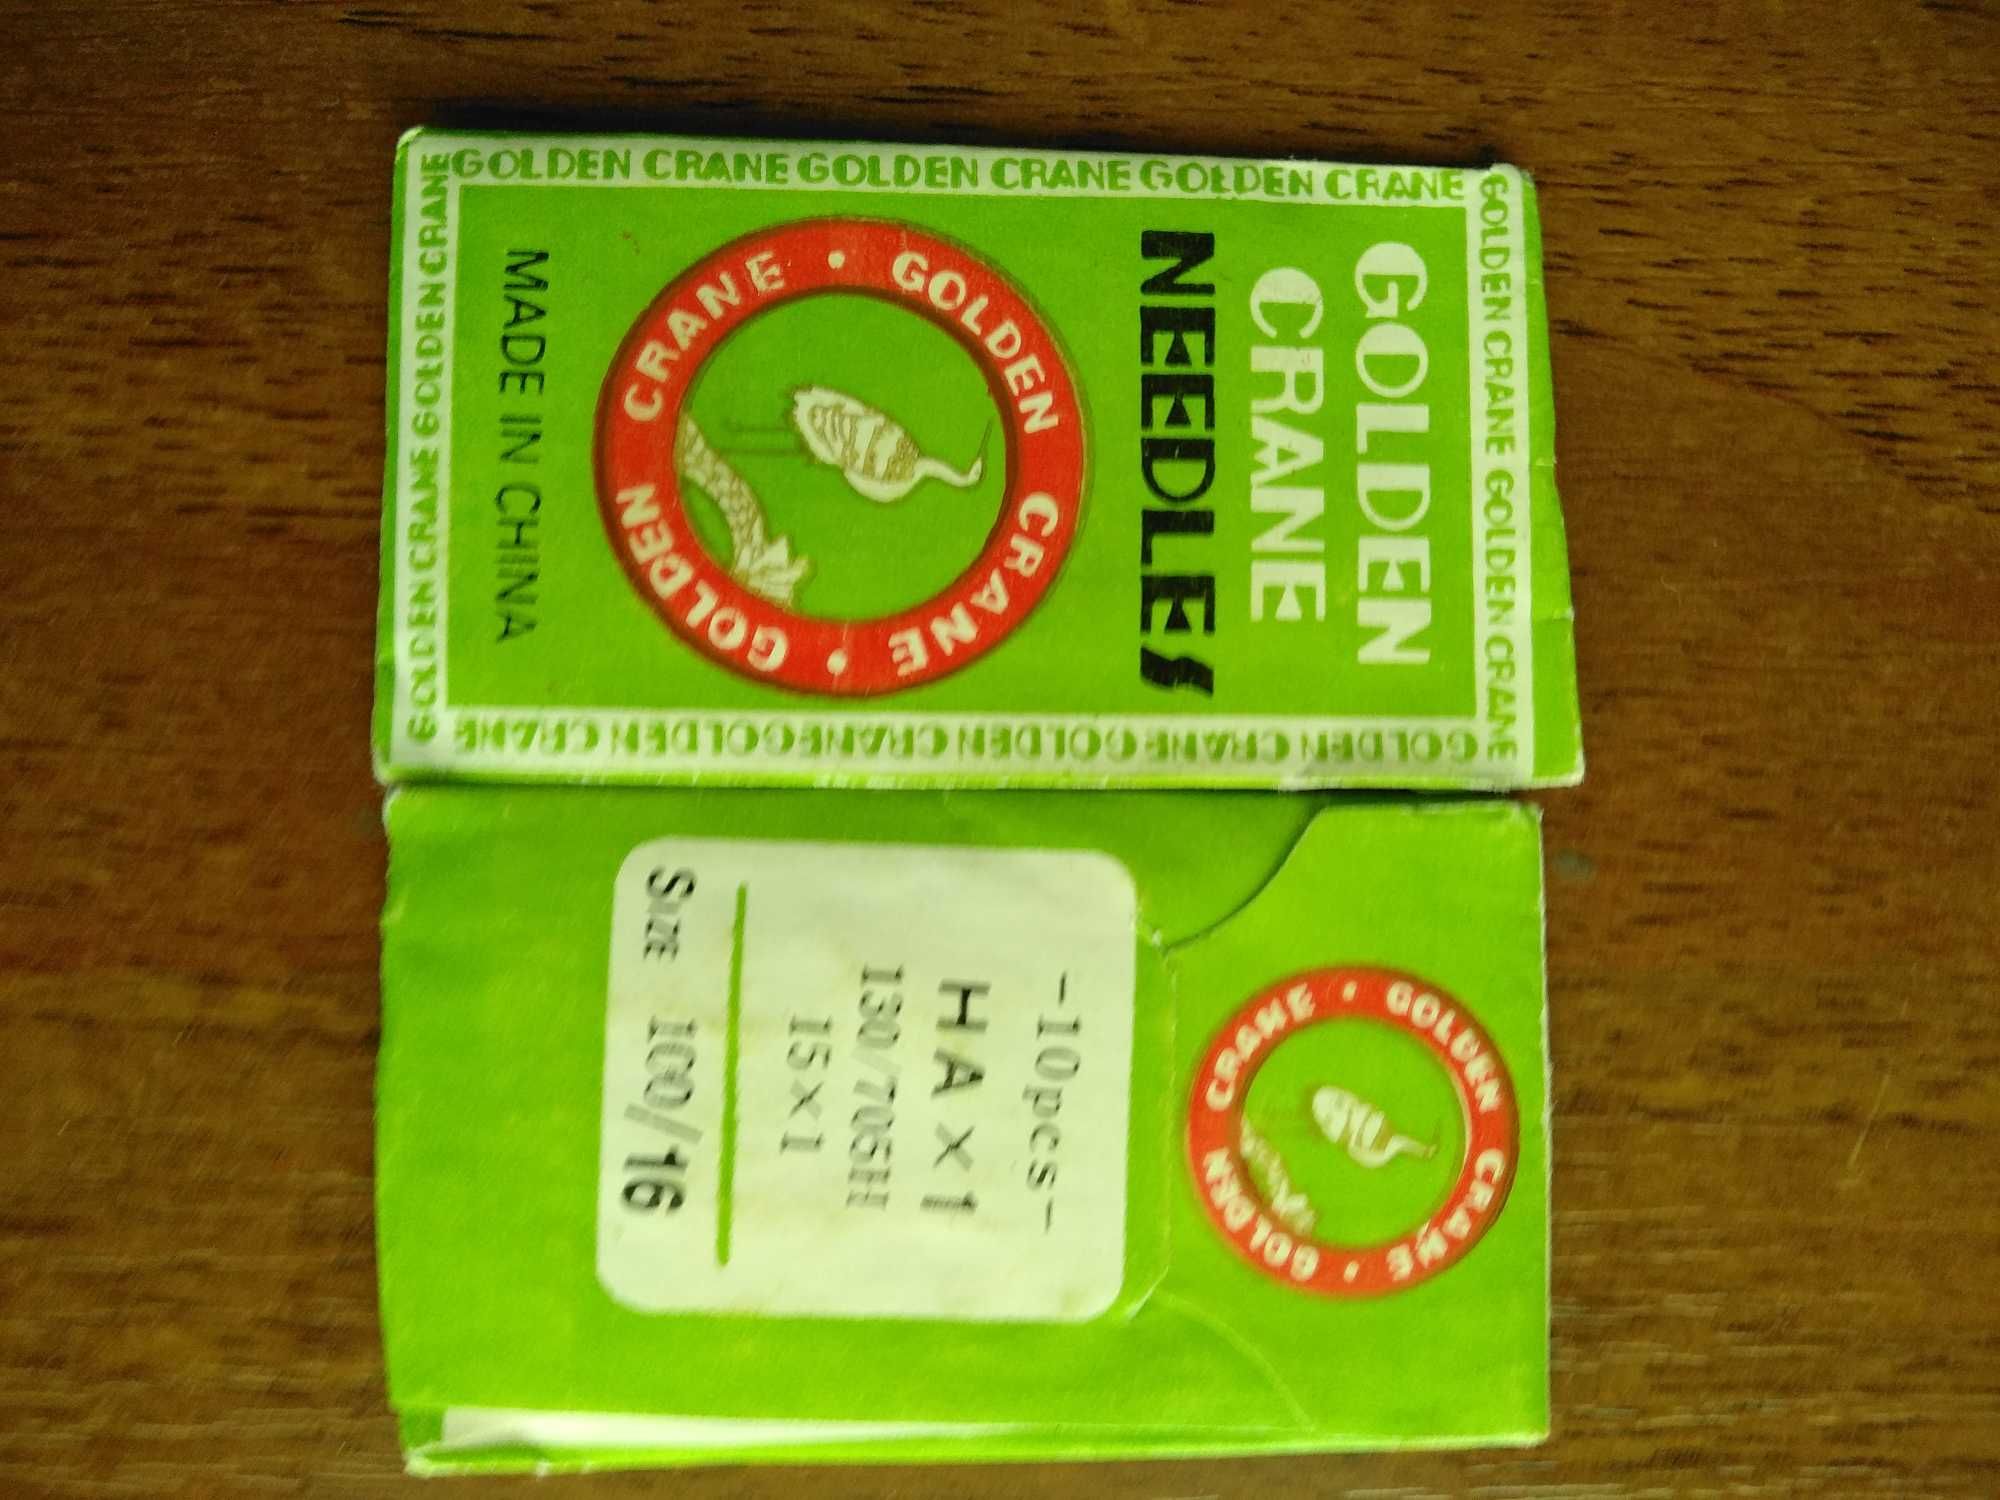 GOLDEN CRANE GOLDEN CRANE
GOLDEN
CRANE
NEEDLES
GOLDEN CRANE • GOLDEN CRANE •
MADE IN CHINA
GOLDEN CRANE GOLDEN CRANE
GOLDEN CRANE GOLDEN CRANE GOLDEN CRANE
GOLDEN CRANE GOLDEN CRANE GOLDEN CRANE
GOLDEN CRANE • GOLDEN CRANE •
-10pcs-
HA×1
130/705H
15×1
SIZE 100/16